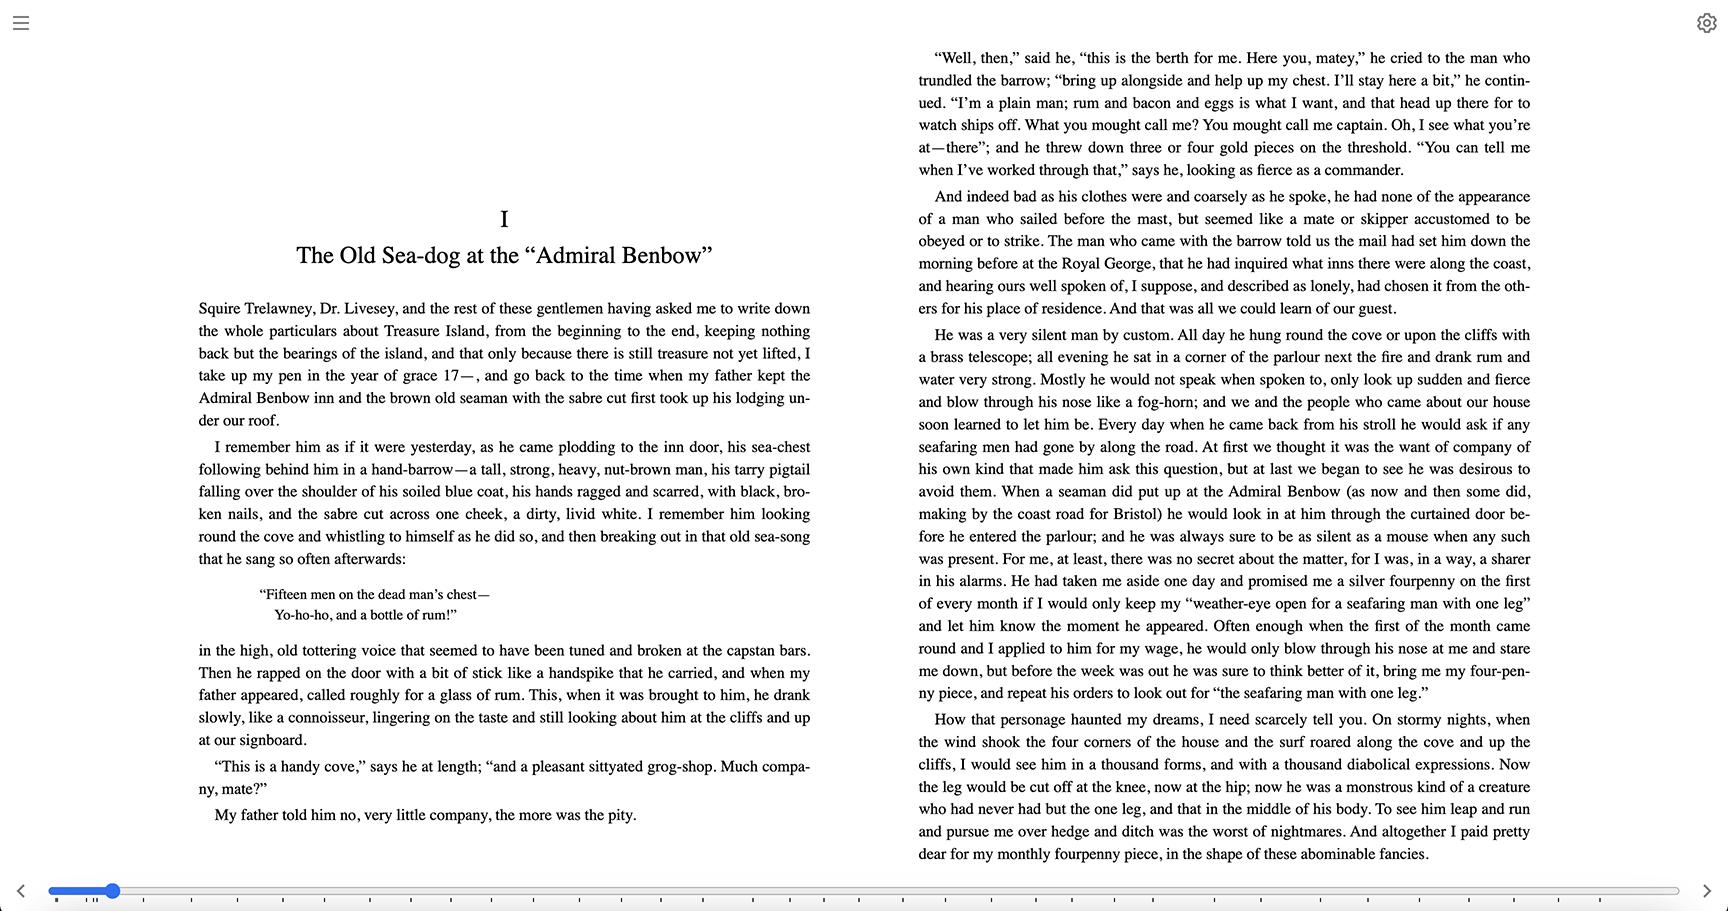 I
The Old Sea-dog at the “Admiral Benbow”
Squire Trelawney, Dr. Livesey, and the rest of these gentlemen having asked me to write down
the whole particulars about Treasure Island, from the beginning to the end, keeping nothing
back but the bearings of the island, and that only because there is still treasure not yet lifted, I
take up my pen in the year of grace 17—, and go back to the time when my father kept the
Admiral Benbow inn and the brown old seaman with the sabre cut first took up his lodging un-
der our roof.
I remember him as if it were yesterday, as he came plodding to the inn door, his sea-chest
following behind him in a hand-barrow—a tall, strong, heavy, nut-brown man, his tarry pigtail
falling over the shoulder of his soiled blue coat, his hands ragged and scarred, with black, bro-
ken nails, and the sabre cut across one cheek, a dirty, livid white. I remember him looking
round the cove and whistling to himself as he did so, and then breaking out in that old sea-song
that he sang so often afterwards:
“Fifteen men on the dead man’s chest—
Yo-ho-ho, and a bottle of rum!”
in the high, old tottering voice that seemed to have been tuned and broken at the capstan bars.
Then he rapped on the door with a bit of stick like a handspike that he carried, and when my
father appeared, called roughly for a glass of rum. This, when it was brought to him, he drank
slowly, like a connoisseur, lingering on the taste and still looking about him at the cliffs and up
at our signboard.
“This is a handy cove,” says he at length; “and a pleasant sittyated grog-shop. Much compa-
ny, mate?”
My father told him no, very little company, the more was the pity.
“Well, then,” said he, “this is the berth for me. Here you, matey,” he cried to the man who
trundled the barrow; “bring up alongside and help up my chest. I’ll stay here a bit,” he contin-
ued. “I’m a plain man; rum and bacon and eggs is what I want, and that head up there for to
watch ships off. What you mought call me? You mought call me captain. Oh, I see what you’re
at—there”; and he threw down three or four gold pieces on the threshold. “You can tell me
when I’ve worked through that,” says he, looking as fierce as a commander.
And indeed bad as his clothes were and coarsely as he spoke, he had none of the appearance
of a man who sailed before the mast, but seemed like a mate or skipper accustomed to be
obeyed or to strike. The man who came with the barrow told us the mail had set him down the
morning before at the Royal George, that he had inquired what inns there were along the coast,
and hearing ours well spoken of, I suppose, and described as lonely, had chosen it from the oth-
ers for his place of residence. And that was all we could learn of our guest.
He was a very silent man by custom. All day he hung round the cove or upon the cliffs with
a brass telescope; all evening he sat in a corner of the parlour next the fire and drank rum and
water very strong. Mostly he would not speak when spoken to, only look up sudden and fierce
and blow through his nose like a fog-horn; and we and the people who came about our house
soon learned to let him be. Every day when he came back from his stroll he would ask if any
seafaring men had gone by along the road. At first we thought it was the want of company of
his own kind that made him ask this question, but at last we began to see he was desirous to
avoid them. When a seaman did put up at the Admiral Benbow (as now and then some did,
making by the coast road for Bristol) he would look in at him through the curtained door be-
fore he entered the parlour; and he was always sure to be as silent as a mouse when any such
was present. For me, at least, there was no secret about the matter, for I was, in a way, a sharer
in his alarms. He had taken me aside one day and promised me a silver fourpenny on the first
of every month if I would only keep my “weather-eye open for a seafaring man with one leg”
and let him know the moment he appeared. Often enough when the first of the month came
round and I applied to him for my wage, he would only blow through his nose at me and stare
me down, but before the week was out he was sure to think better of it, bring me my four-pen-
ny piece, and repeat his orders to look out for “the seafaring man with one leg.”
How that personage haunted my dreams, I need scarcely tell you. On stormy nights, when
the wind shook the four corners of the house and the surf roared along the cove and up the
cliffs, I would see him in a thousand forms, and with a thousand diabolical expressions. Now
the leg would be cut off at the knee, now at the hip; now he was a monstrous kind of a creature
who had never had but the one leg, and that in the middle of his body. To see him leap and run
and pursue me over hedge and ditch was the worst of nightmares. And altogether I paid pretty
dear for my monthly fourpenny piece, in the shape of these abominable fancies.